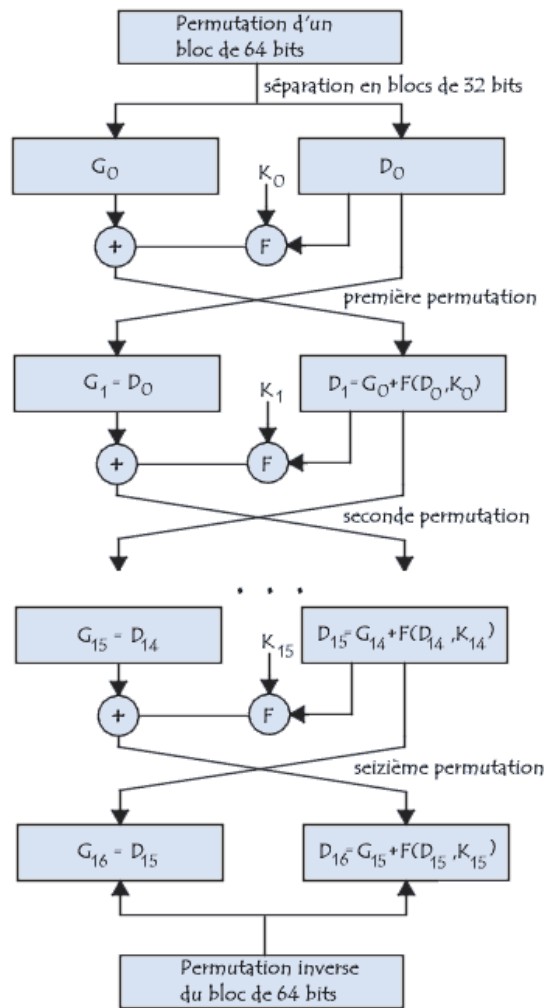 Permutation d'un
bloc de 64 bits
séparation en blocs de 32 bits
G0
K0
D0
+
F
première permutation
G1 = D0
K1
D1=G0+F(D0,K0)
+
F
seconde permutation
. . .
G15 = D14
K15
D15=G14+F(D14,K14)
+
F
seizième permutation
G16 = D15
D16=G15+F(D15,K15)
Permutation inverse
du bloc de 64 bits